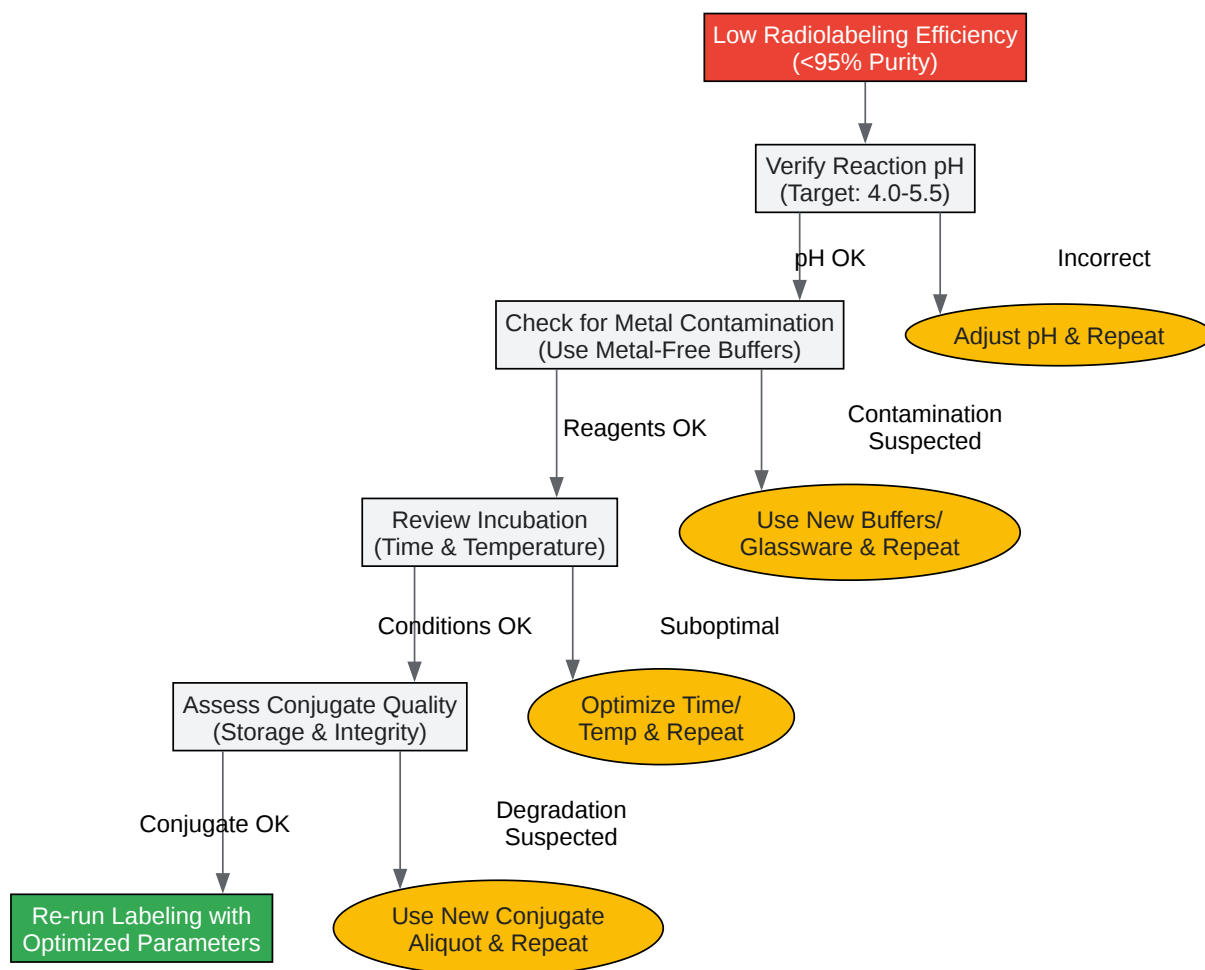 Low Radiolabeling Efficiency
(<95% Purity)
Verify Reaction pH
(Target: 4.0-5.5)
pH OK
Incorrect
Check for Metal Contamination
(Use Metal-Free Buffers)
Adjust pH & Repeat
Reagents OK
Contamination
Suspected
Review Incubation
(Time & Temperature)
Use New Buffers/
Glassware & Repeat
Conditions OK
Suboptimal
Assess Conjugate Quality
(Storage & Integrity)
Optimize Time/
Temp & Repeat
Conjugate OK
Degradation
Suspected
Re-run Labeling with
Optimized Parameters
Use New Conjugate
Aliquot & Repeat